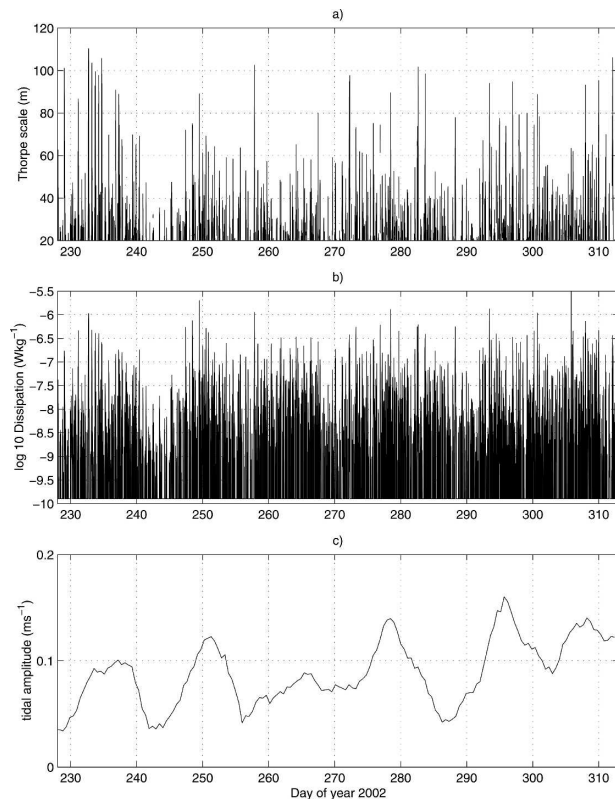 a)
120
100
80
60
40
20
Thorpe scale (m)
230 240 250 260 270 280 290 300 310
b)
−5.5
−6
−6.5
−7
−7.5
−8
−8.5
−9
−9.5
−10
log 10 Dissipation (Wkg⁻¹)
230 240 250 260 270 280 290 300 310
c)
0.2
0.1
0
tidal amplitude (ms⁻¹)
230 240 250 260 270 280 290 300 310
Day of year 2002